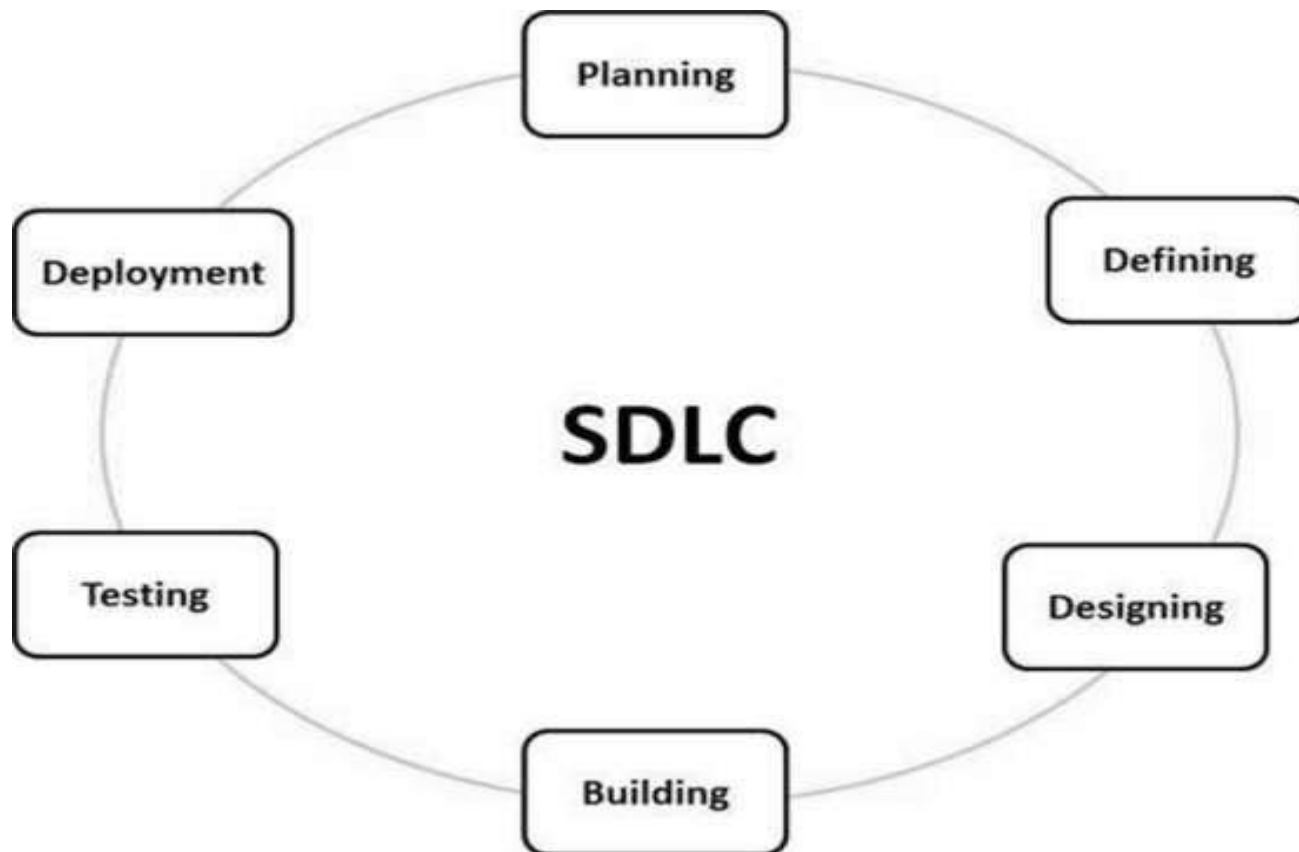 Planning
Deployment
Defining
SDLC
Testing
Designing
Building